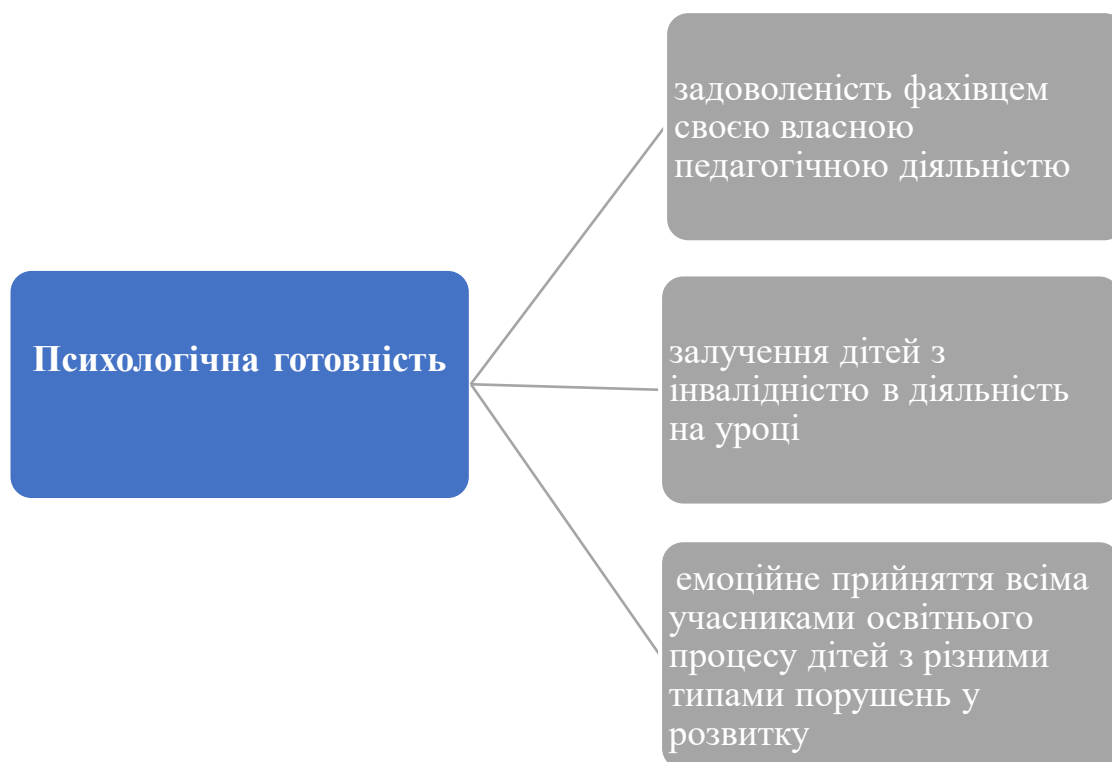 Психологічна готовність
задоволеність фахівцем
своєю власною
педагогічною діяльністю
залучення дітей з
інвалідністю в діяльність
на уроці
емоційне прийняття всіма
учасниками освітнього
процесу дітей з різними
типами порушень у
розвитку